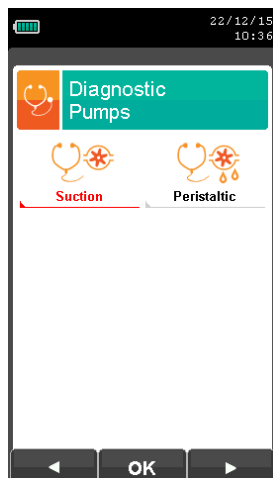 22/12/15
10:36
Diagnostic
Pumps
Suction Peristaltic
OK